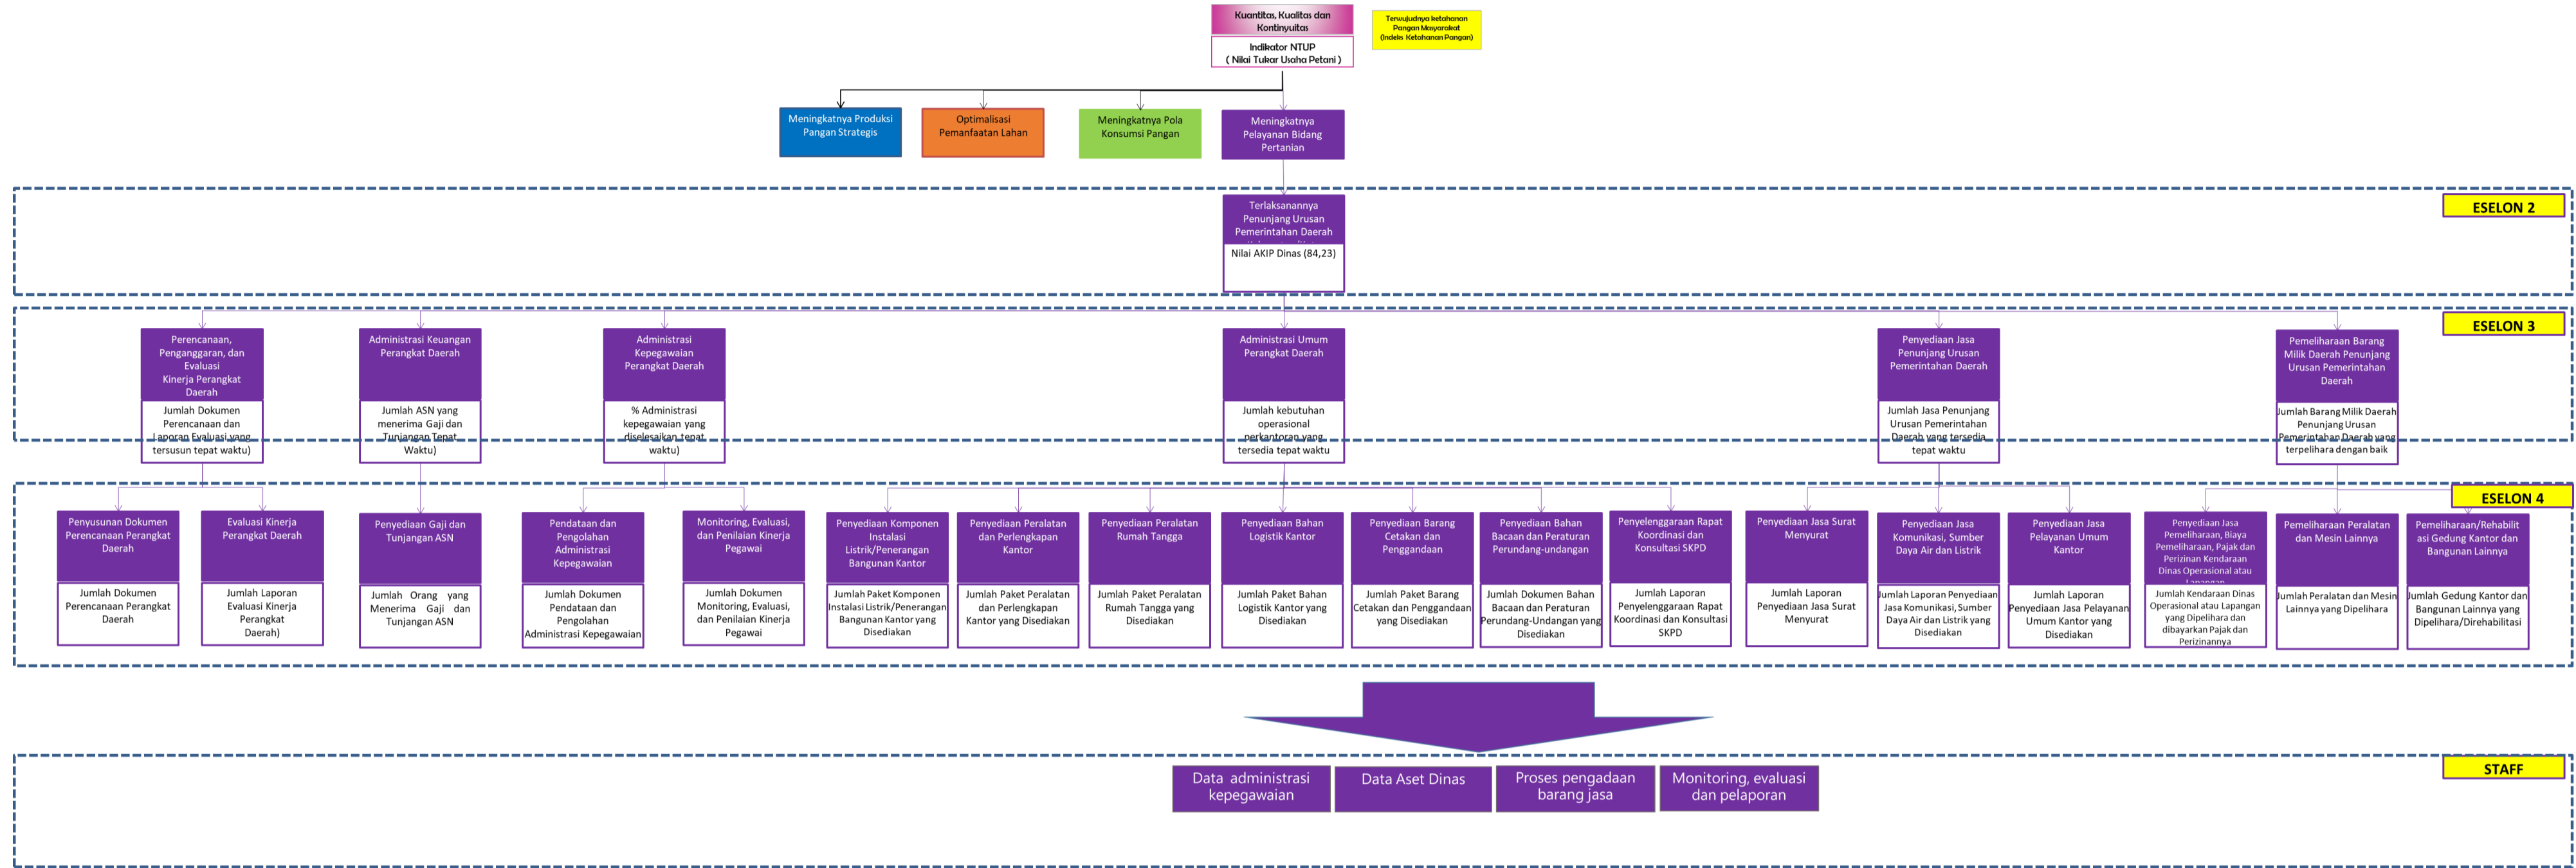 Kuantitas, Kualitas dan
Kontinyuitas
Indikator NTUP
( Nilai Tukar Usaha Petani )
Terwujudnya ketahanan
Pangan Masyarakat
(Indeks Ketahanan Pangan)
Meningkatnya Produksi
Pangan Strategis
Optimalisasi
Pemanfaatan Lahan
Meningkatnya Pola
Konsumsi Pangan
Meningkatnya
Pelayanan Bidang
Pertanian
ESELON 2
Terlaksanannya
Penunjang Urusan
Pemerintahan Daerah
Nilai AKIP Dinas (84,23)
ESELON 3
Perencanaan,
Penganggaran, dan
Evaluasi
Kinerja Perangkat
Daerah
Jumlah Dokumen
Perencanaan dan
Laporan Evaluasi yang
tersusun tepat waktu)
Administrasi Keuangan
Perangkat Daerah
Jumlah ASN yang
menerima Gaji dan
Tunjangan Tepat
Waktu)
Administrasi
Kepegawaian
Perangkat Daerah
% Administrasi
kepegawaian yang
diselesaikan tepat
waktu)
Administrasi Umum
Perangkat Daerah
Jumlah kebutuhan
operasional
perkantoran yang
tersedia tepat waktu
Penyediaan Jasa
Penunjang Urusan
Pemerintahan Daerah
Jumlah Jasa Penunjang
Urusan Pemerintahan
Daerah yang tersedia
tepat waktu
Pemeliharaan Barang
Milik Daerah Penunjang
Urusan Pemerintahan
Daerah
Jumlah Barang Milik Daerah
Penunjang Urusan
Pemerintah Daerah yang
terpelihara dengan baik
ESELON 4
Penyusunan Dokumen
Perencanaan Perangkat
Daerah
Jumlah Dokumen
Perencanaan Perangkat
Daerah
Evaluasi Kinerja
Perangkat Daerah
Jumlah Laporan
Evaluasi Kinerja
Perangkat
Daerah)
Penyediaan Gaji dan
Tunjangan ASN
Jumlah Orang yang
Menerima Gaji dan
Tunjangan ASN
Pendataan dan
Pengolahan
Administrasi
Kepegawaian
Jumlah Dokumen
Pendataan dan
Pengolahan
Administrasi Kepegawaian
Monitoring, Evaluasi,
dan Penilaian Kinerja
Pegawai
Jumlah Dokumen
Monitoring, Evaluasi,
dan Penilaian Kinerja
Pegawai
Penyediaan Komponen
Instalasi
Listrik/Penerangan
Bangunan Kantor
Jumlah Paket Komponen
Instalasi Listrik/Penerangan
Bangunan Kantor yang
Disediakan
Penyediaan Peralatan
dan Perlengkapan
Kantor
Jumlah Paket Peralatan
dan Perlengkapan
Kantor yang Disediakan
Penyediaan Peralatan
Rumah Tangga
Jumlah Paket Peralatan
Rumah Tangga yang
Disediakan
Penyediaan Bahan
Logistik Kantor
Jumlah Paket Bahan
Logistik Kantor yang
Disediakan
Penyediaan Barang
Cetakan dan
Penggandaan
Jumlah Paket Barang
Cetakan dan Penggandaan
yang Disediakan
Penyediaan Bahan
Bacaan dan Peraturan
Perundang-undangan
Jumlah Dokumen Bahan
Bacaan dan Peraturan
Perundang-Undangan yang
Disediakan
Penyelenggaraan Rapat
Koordinasi dan
Konsultasi SKPD
Jumlah Laporan
Penyelenggaraan Rapat
Koordinasi dan Konsultasi
SKPD
Penyediaan Jasa Surat
Menyurat
Jumlah Laporan
Penyediaan Jasa Surat
Menyurat
Penyediaan Jasa
Komunikasi, Sumber
Daya Air dan Listrik
Jumlah Laporan Penyediaan
Jasa Komunikasi, Sumber
Daya Air dan Listrik yang
Disediakan
Penyediaan Jasa
Pelayanan Umum
Kantor
Jumlah Laporan
Penyediaan Jasa Pelayanan
Umum Kantor yang
Disediakan
Penyediaan Jasa
Pemeliharaan, Biaya
Pemeliharaan, Pajak dan
Perizinan Kendaraan
Dinas Operasional atau
Lapangan
Jumlah Kendaraan Dinas
Operasional atau Lapangan
yang Dipelihara dan
dibayarkan Pajak dan
Perizinannya
Pemeliharaan Peralatan
dan Mesin Lainnya
Jumlah Peralatan dan Mesin
Lainnya yang Dipelihara
Pemeliharaan/Rehabilit
asi Gedung Kantor dan
Bangunan Lainnya
Jumlah Gedung Kantor dan
Bangunan Lainnya yang
Dipelihara/Direhabilitasi
STAFF
Data administrasi
kepegawaian
Data Aset Dinas
Proses pengadaan
barang jasa
Monitoring, evaluasi
dan pelaporan